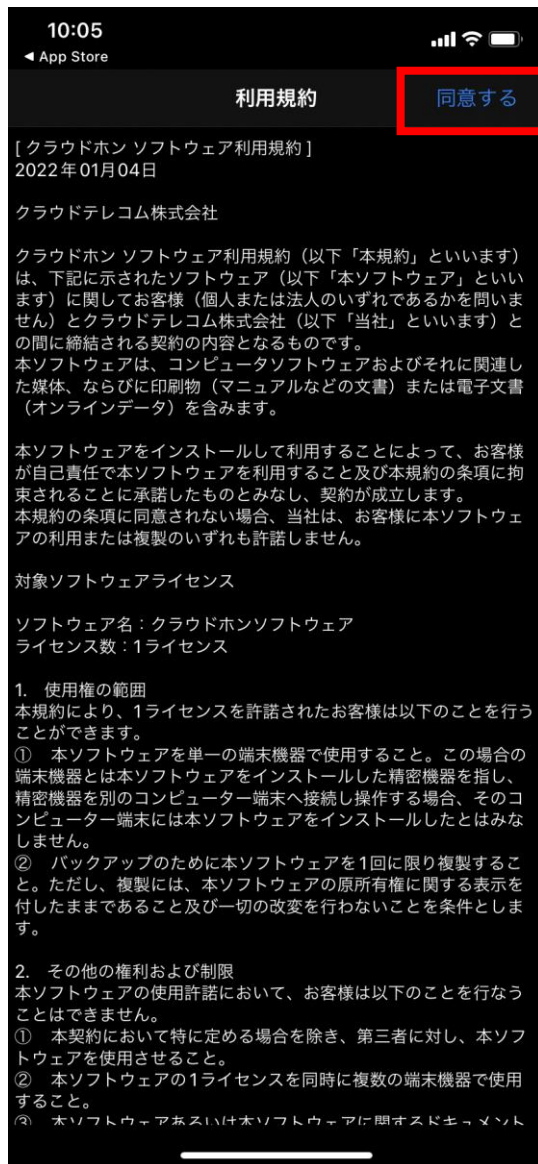 10:05
◀ App Store
利用規約
同意する
[ クラウドホン ソフトウェア利用規約 ]
2022年01月04日
クラウドテレコム株式会社
クラウドホン ソフトウェア利用規約（以下「本規約」といいます）
は、下記に示されたソフトウェア（以下「本ソフトウェア」といい
ます）に関してお客様（個人または法人のいずれであるかを問いま
せん）とクラウドテレコム株式会社（以下「当社」といいます）と
の間に締結される契約の内容となるものです。
本ソフトウェアは、コンピュータソフトウェアおよびそれに関連し
た媒体、ならびに印刷物（マニュアルなどの文書）または電子文書
（オンラインデータ）を含みます。
本ソフトウェアをインストールして利用することによって、お客様
が自己責任で本ソフトウェアを利用すること及び本規約の条項に拘
束されることに承諾したものとみなし、契約が成立します。
本規約の条項に同意されない場合、当社は、お客様に本ソフトウェ
アの利用または複製のいずれも許諾しません。
対象ソフトウェアライセンス
ソフトウェア名：クラウドホンソフトウェア
ライセンス数：1ライセンス
1. 使用権の範囲
本規約により、1ライセンスを許諾されたお客様は以下のことを行う
ことができます。
① 本ソフトウェアを単一の端末機器で使用すること。この場合の
端末機器とは本ソフトウェアをインストールした精密機器を指し、
精密機器を別のコンピューター端末へ接続し操作する場合、そのコ
ンピューター端末には本ソフトウェアをインストールしたとはみな
しません。
② バックアップのために本ソフトウェアを1回に限り複製するこ
と。ただし、複製には、本ソフトウェアの原所有権に関する表示を
付したままであること及び一切の改変を行わないことを条件としま
す。
2. その他の権利および制限
本ソフトウェアの使用許諾において、お客様は以下のことを行なう
ことはできません。
① 本契約において特に定める場合を除き、第三者に対し、本ソフ
トウェアを使用させること。
② 本ソフトウェアの1ライセンスを同時に複数の端末機器で使用
すること。
③ 本ソフトウェアあるいは本ソフトウェアに関するドキュメント